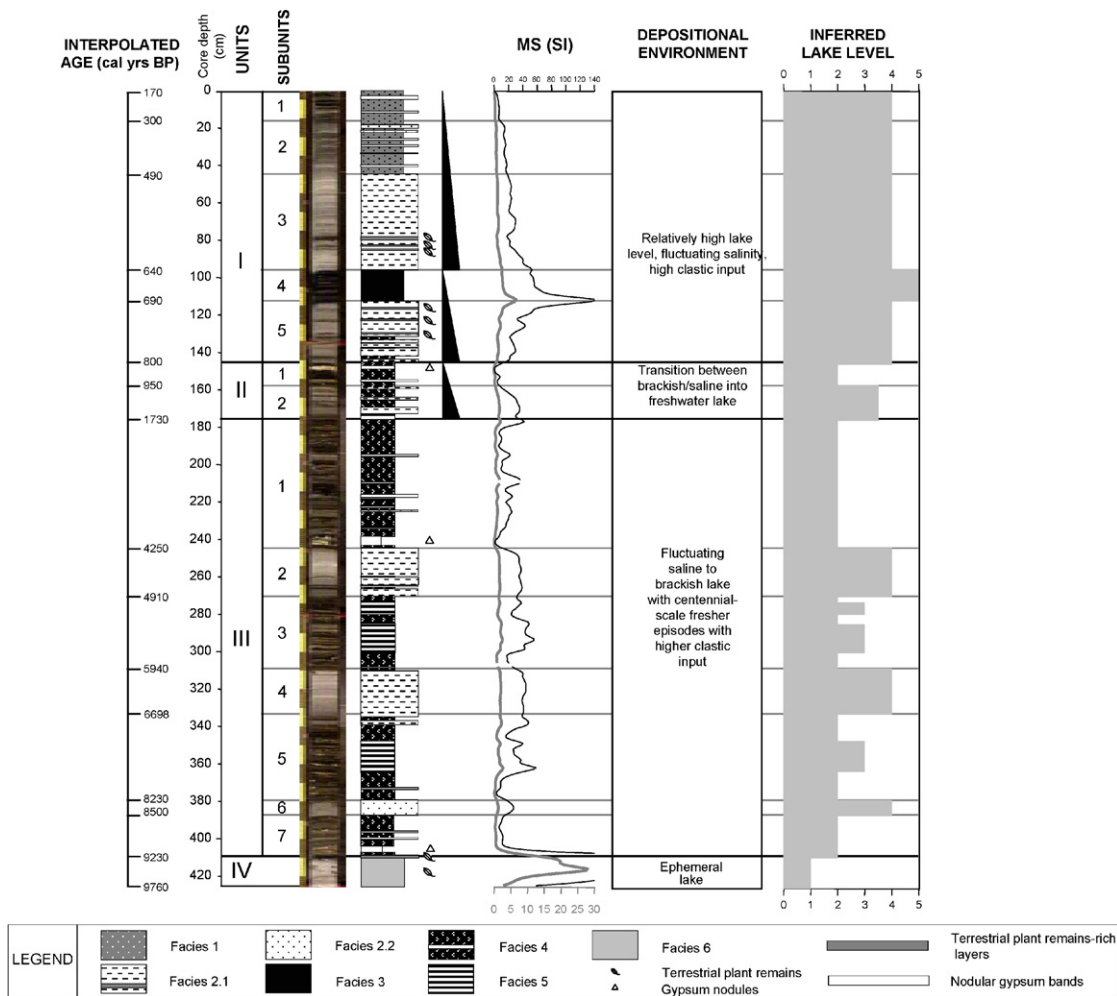 INTERPOLATED
AGE (cal yrs BP)
Core depth
(cm)
UNITS
SUBUNITS
MS (SI)
DEPOSITIONAL
ENVIRONMENT
INFERRED
LAKE LEVEL
0 20 40 60 80 100 120 140
0 1 2 3 4 5
170
300
490
640
690
800
950
1730
4250
4910
5940
6698
8230
8500
9230
9760
0
20
40
60
80
100
120
140
160
180
200
220
240
260
280
300
320
340
360
380
400
420
I
II
III
IV
1
2
3
4
5
1
2
1
2
3
4
5
6
7
Relatively high lake
level, fluctuating salinity,
high clastic input
Transition between
brackish/saline into
freshwater lake
Fluctuating
saline to
brackish lake
with centennial-
scale fresher
episodes with
higher clastic
input
Ephemeral
lake
0 5 10 15 20 25 30
0 1 2 3 4 5
LEGEND
Facies 1
Facies 2.2
Facies 4
Facies 6
Terrestrial plant remains-rich
layers
Facies 2.1
Facies 3
Facies 5
Terrestrial plant remains
Gypsum nodules
Nodular gypsum bands